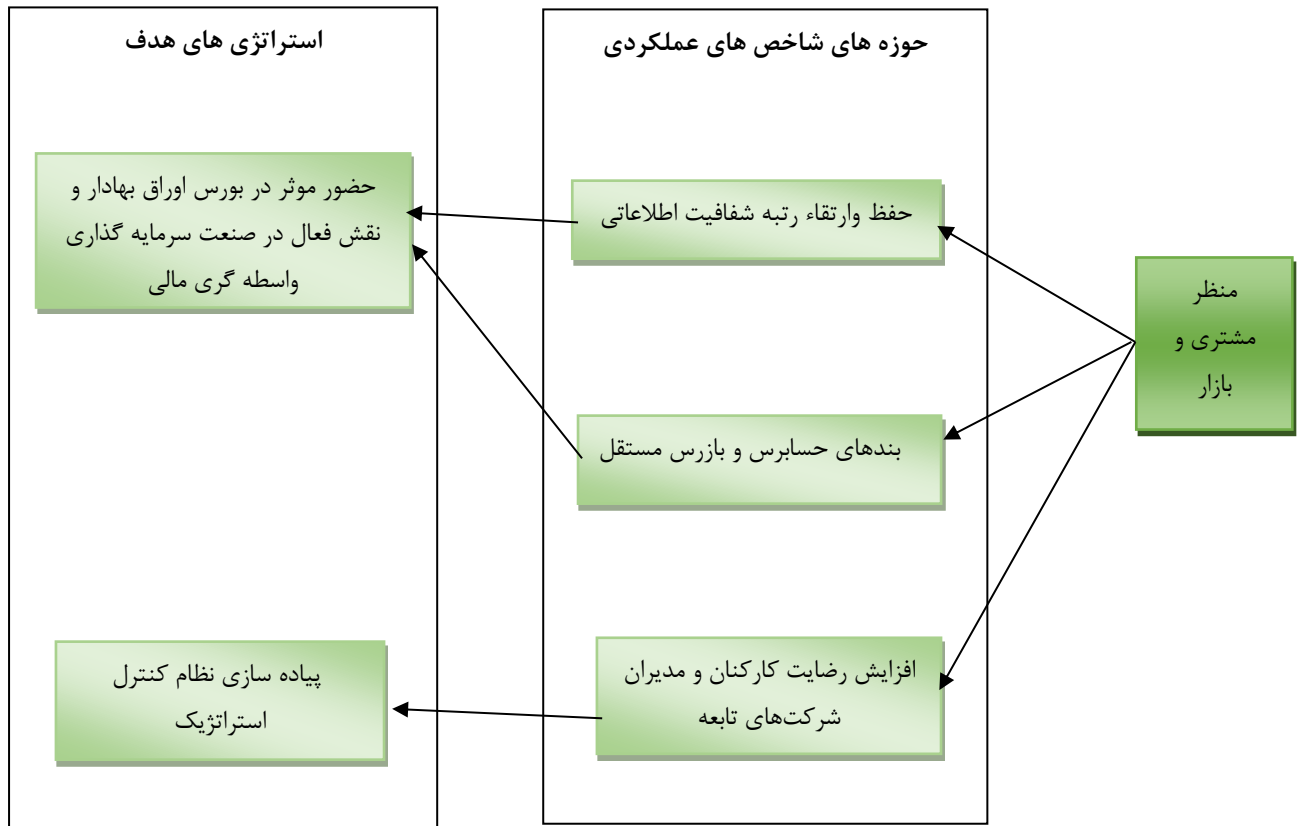 منظر
مشتری و
بازار
حوزه های شاخص های عملکردی
حفظ وارتقاء رتبه شفافیت اطلاعاتی
بندهای حسابرس و بازرس مستقل
افزایش رضایت کارکنان و مدیران
شرکت‌های تابعه
استراتژی های هدف
حضور موثر در بورس اوراق بهادار و
نقش فعال در صنعت سرمایه گذاری
واسطه گری مالی
پیاده سازی نظام کنترل
استراتژیک